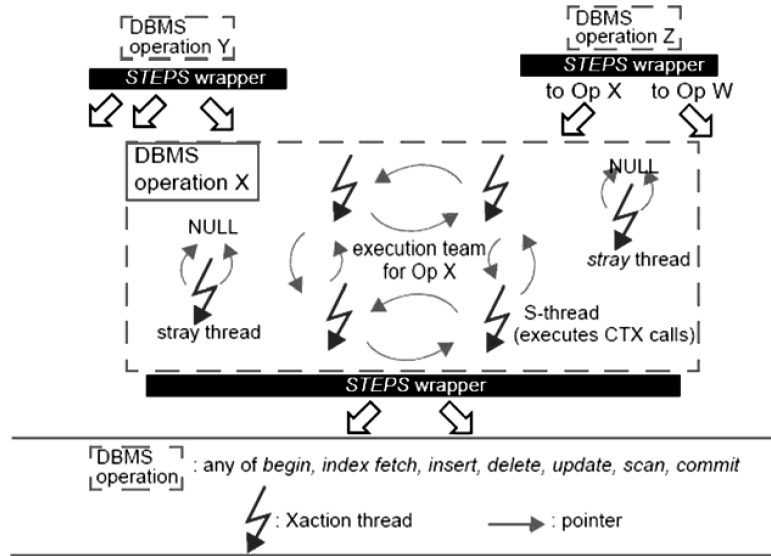 DBMS
operation Y
STEPS wrapper
DBMS
operation Z
STEPS wrapper
to Op X
to Op W
DBMS
operation X
NULL
NULL
execution team
for Op X
stray thread
stray thread
S-thread
(executes CTX calls)
STEPS wrapper
DBMS
operation
: any of begin, index fetch, insert, delete, update, scan, commit
: Xaction thread
: pointer